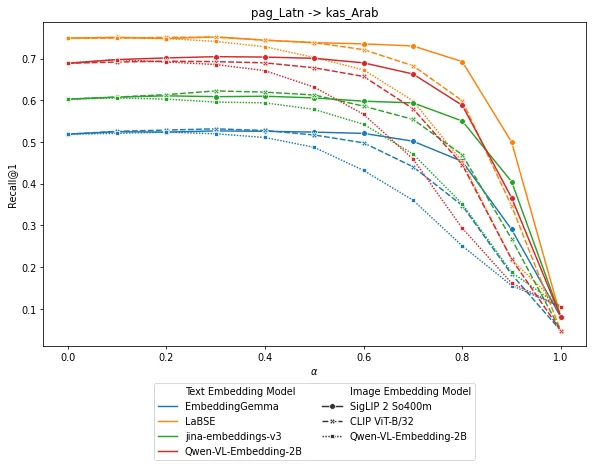 pag_Latn -> kas_Arab
Recall@1
0.7
0.6
0.5
0.4
0.3
0.2
0.1
0.0 0.2 0.4 0.6 0.8 1.0
α
Text Embedding Model
EmbeddingGemma
LaBSE
jina-embeddings-v3
Qwen-VL-Embedding-2B
Image Embedding Model
SigLIP 2 So400m
CLIP ViT-B/32
Qwen-VL-Embedding-2B